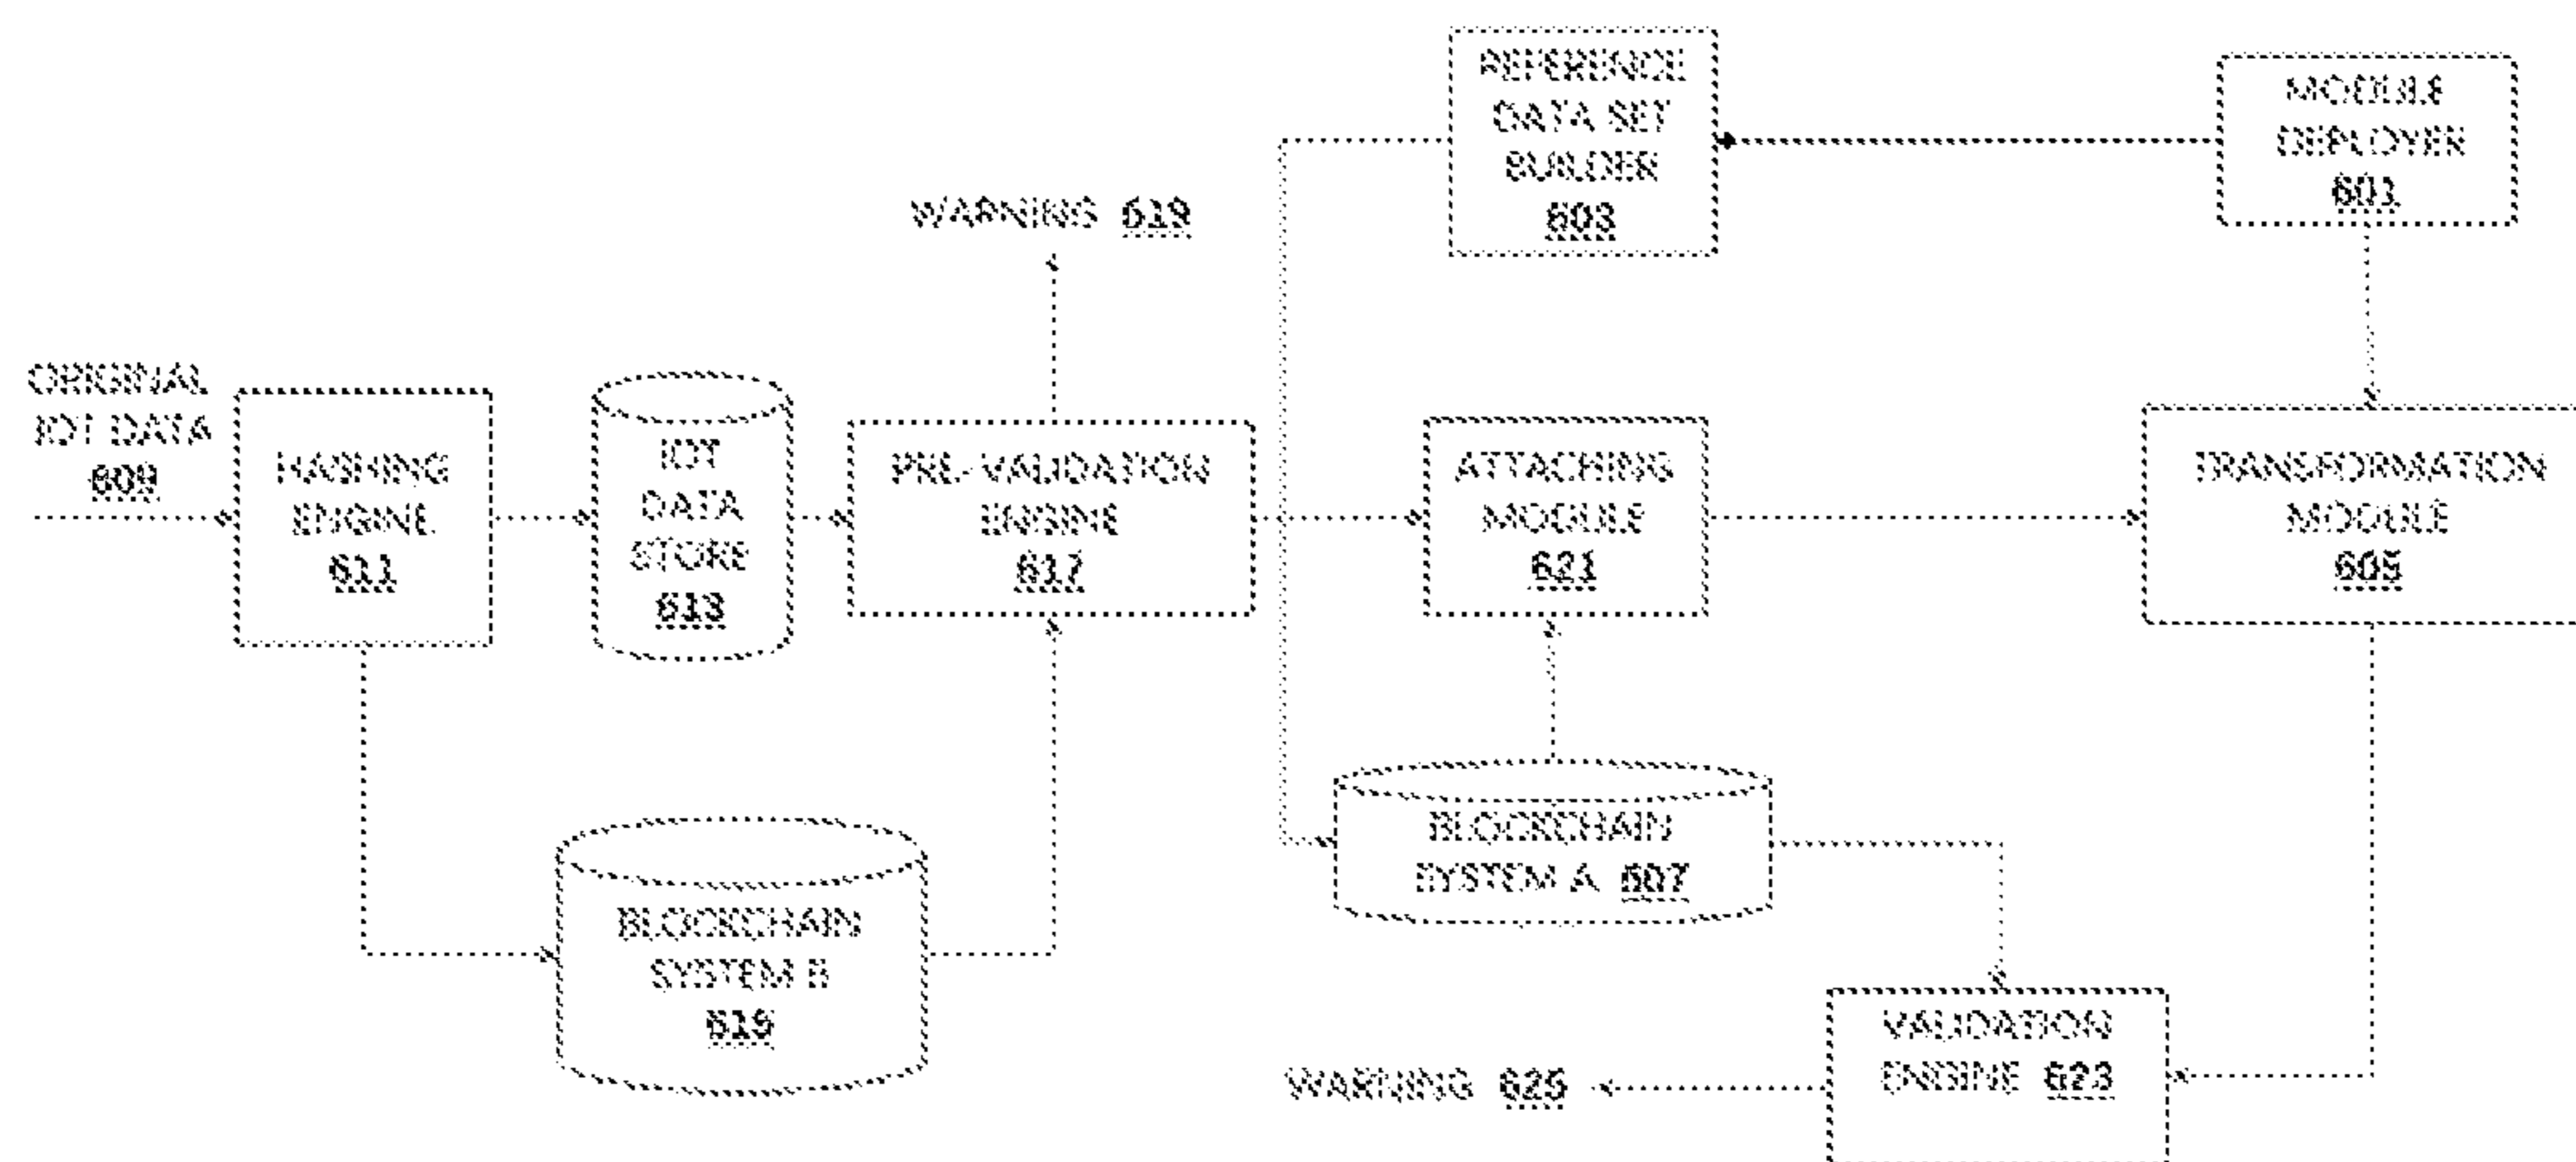 REFERENCE
DATA SET
BUILDER
603
MODULE
DEPLOYER
601
WARNING 619
ORIGINAL
IOT DATA
609
HASHING
ENGINE
611
IOT
DATA
STORE
613
PRE-VALIDATION
ENGINE
617
ATTACHING
MODULE
621
TRANSFORMATION
MODULE
605
BLOCKCHAIN
SYSTEM A 607
BLOCKCHAIN
SYSTEM B
615
VALIDATION
ENGINE 623
WARNING 625